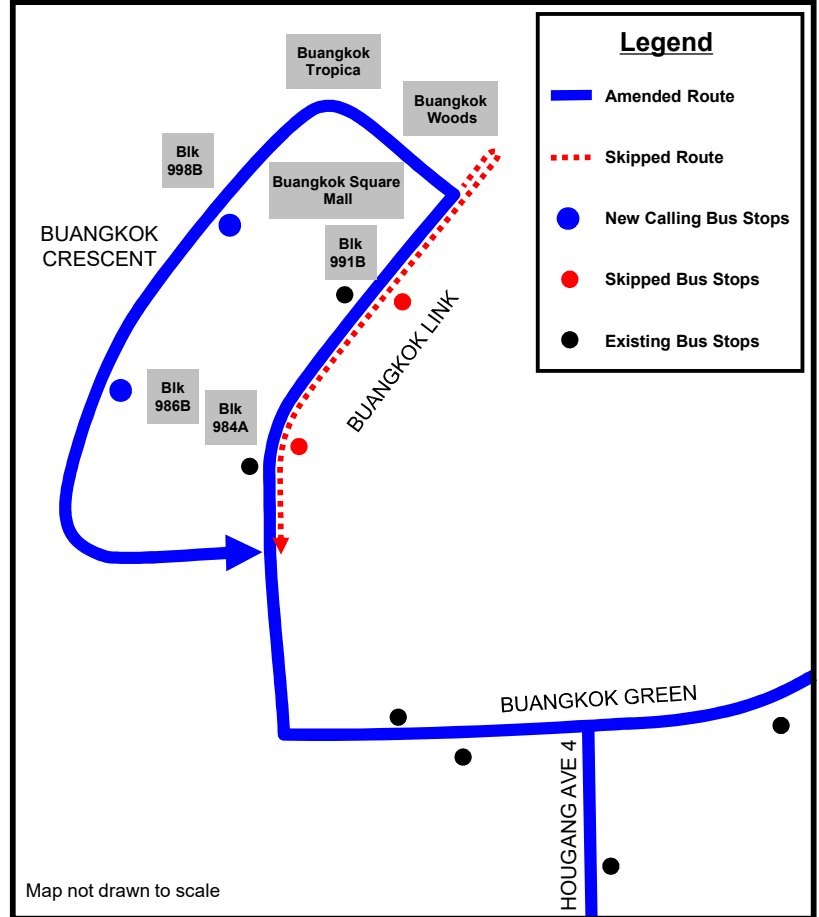 Legend
Amended Route
Skipped Route
New Calling Bus Stops
Skipped Bus Stops
Existing Bus Stops
Buangkok
Tropica
Buangkok
Woods
Blk
998B
Buangkok Square
Mall
BUANGKOK
CRESCENT
Blk
991B
BUANGKOK LINK
Blk
986B
Blk
984A
BUANGKOK GREEN
HOUGANG AVE 4
Map not drawn to scale